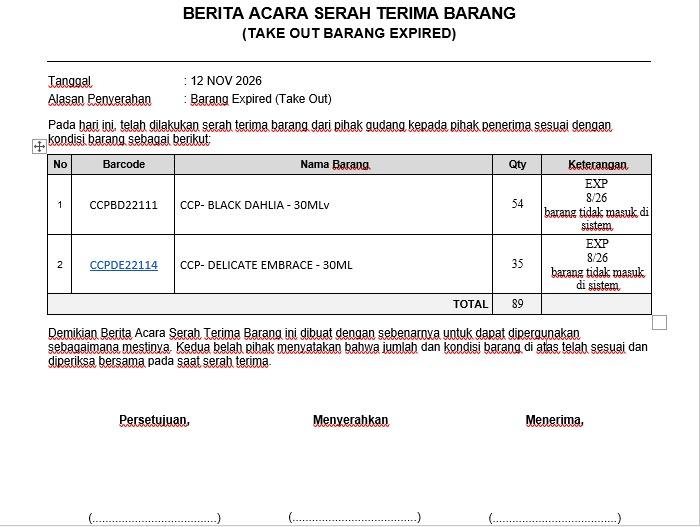 BERITA ACARA SERAH TERIMA BARANG
(TAKE OUT BARANG EXPIRED)
Tanggal : 12 NOV 2026
Alasan Penyerahan : Barang Expired (Take Out)
Pada hari ini, telah dilakukan serah terima barang dari pihak gudang kepada pihak penerima sesuai dengan
kondisi barang sebagai berikut:
No Barcode Nama Barang Qty Keterangan
1 CCPBD22111 CCP- BLACK DAHLIA - 30MLv 54 EXP
8/26
barang tidak masuk di
sistem
2 CCPDE22114 CCP- DELICATE EMBRACE - 30ML 35 EXP
8/26
barang tidak masuk
di sistem
TOTAL 89
Demikian Berita Acara Serah Terima Barang ini dibuat dengan sebenarnya untuk dapat dipergunakan
sebagaimana mestinya. Kedua belah pihak menyatakan bahwa jumlah dan kondisi barang di atas telah sesuai dan
diperiksa bersama pada saat serah terima.
Persetujuan, Menyerahkan Menerima,
(.......................................) (.......................................) (.......................................)